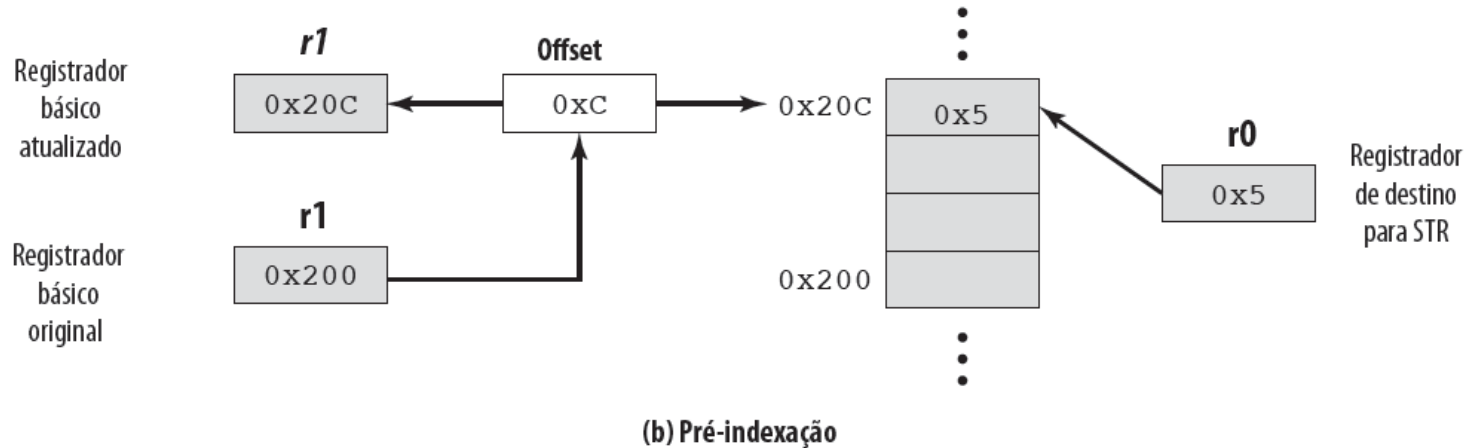 Registrador
básico
atualizado
r1
0x20C
Offset
0xC
0x20C
0x5
r0
0x5
Registrador
de destino
para STR
Registrador
básico
original
r1
0x200
0x200
(b) Pré-indexação